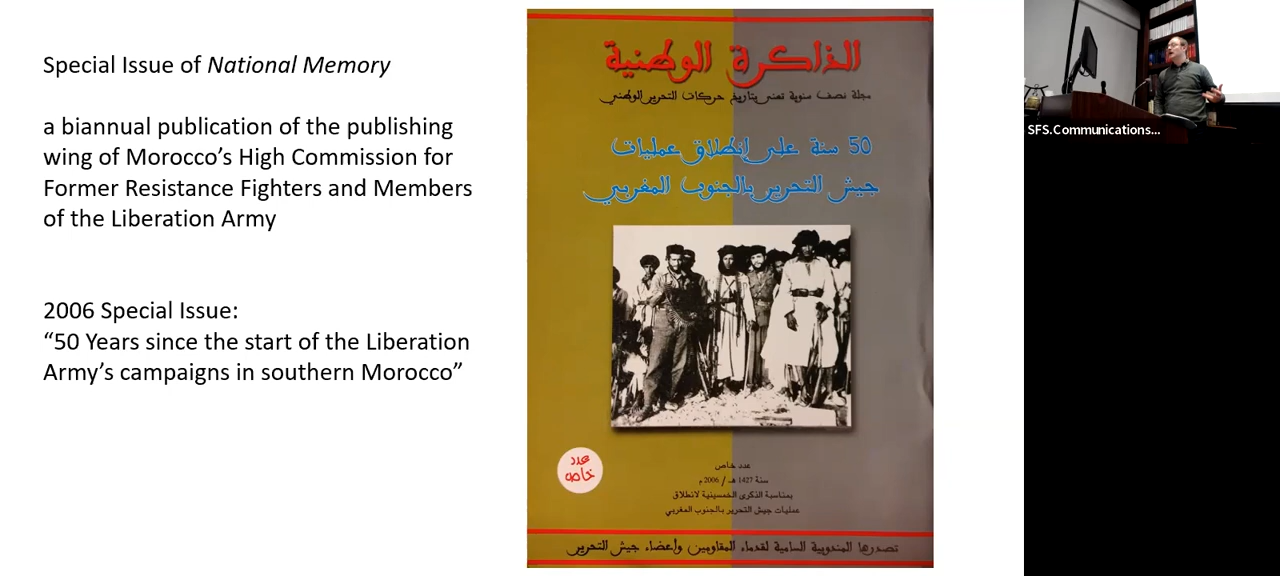 Special Issue of National Memory
a biannual publication of the publishing
wing of Morocco’s High Commission for
Former Resistance Fighters and Members
of the Liberation Army
2006 Special Issue:
“50 Years since the start of the Liberation
Army’s campaigns in southern Morocco”
الذاكرة الوطنية
مجلة نصف سنوية تعنى بتاريخ حركات التحرير الوطني
50 سنة على إنطلاق عمليات
جيش التحرير بالجنوب المغربي
عدد
خاص
عدد خاص
سنة 1427 هـ / 2006 م
بمناسبة الذكرى الخمسينية لانطلاق
عمليات جيش التحرير بالجنوب المغربي
تصدرها المندوبية السامية لقدماء المقاومين وأعضاء جيش التحرير
SFS.Communications...